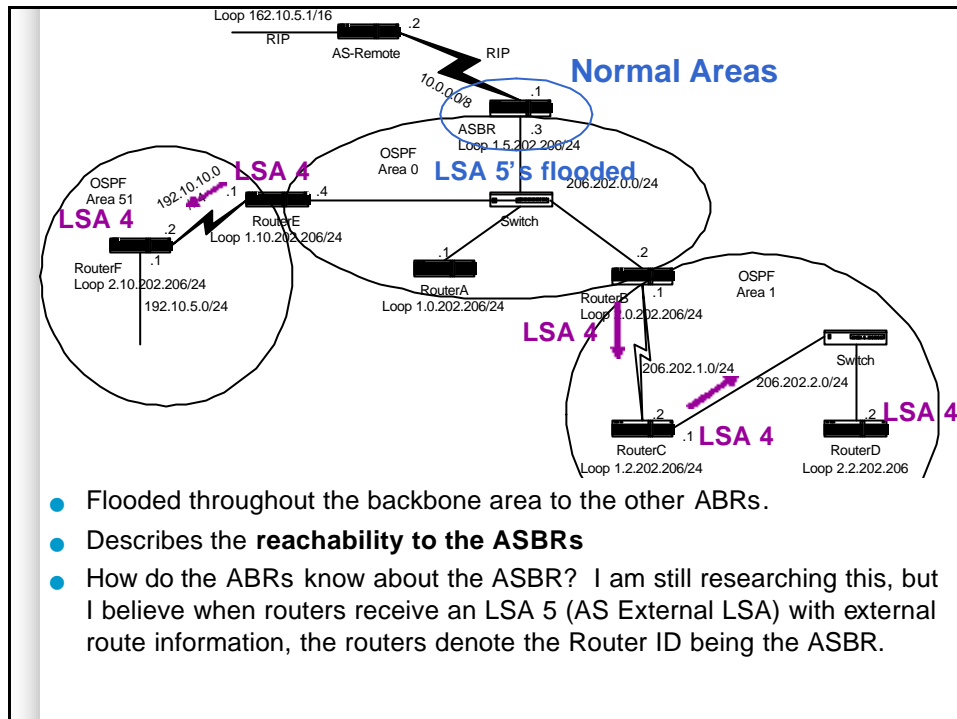 Loop 162.10.5.1/16
RIP
.2
AS-Remote
RIP
10.0.0.0/8
Normal Areas
.1
ASBR
.3
Loop 1.5.202.206/24
OSPF
Area 0
LSA 5's flooded
206.202.0.0/24
LSA 4
OSPF
Area 51
192.10.10.0
.1
.4
LSA 4
RouterE
Switch
Loop 1.10.202.206/24
.2
.1
RouterF
Loop 2.10.202.206/24
192.10.5.0/24
.1
RouterA
Loop 1.0.202.206/24
.2
OSPF
Area 1
RouterB
.1
Loop 2.0.202.206/24
LSA 4
Switch
206.202.1.0/24
206.202.2.0/24
.2
.1
LSA 4
.2
LSA 4
RouterC
RouterD
Loop 1.2.202.206/24
Loop 2.2.202.206
Flooded throughout the backbone area to the other ABRs.
Describes the reachability to the ASBRs
How do the ABRs know about the ASBR? I am still researching this, but
I believe when routers receive an LSA 5 (AS External LSA) with external
route information, the routers denote the Router ID being the ASBR.